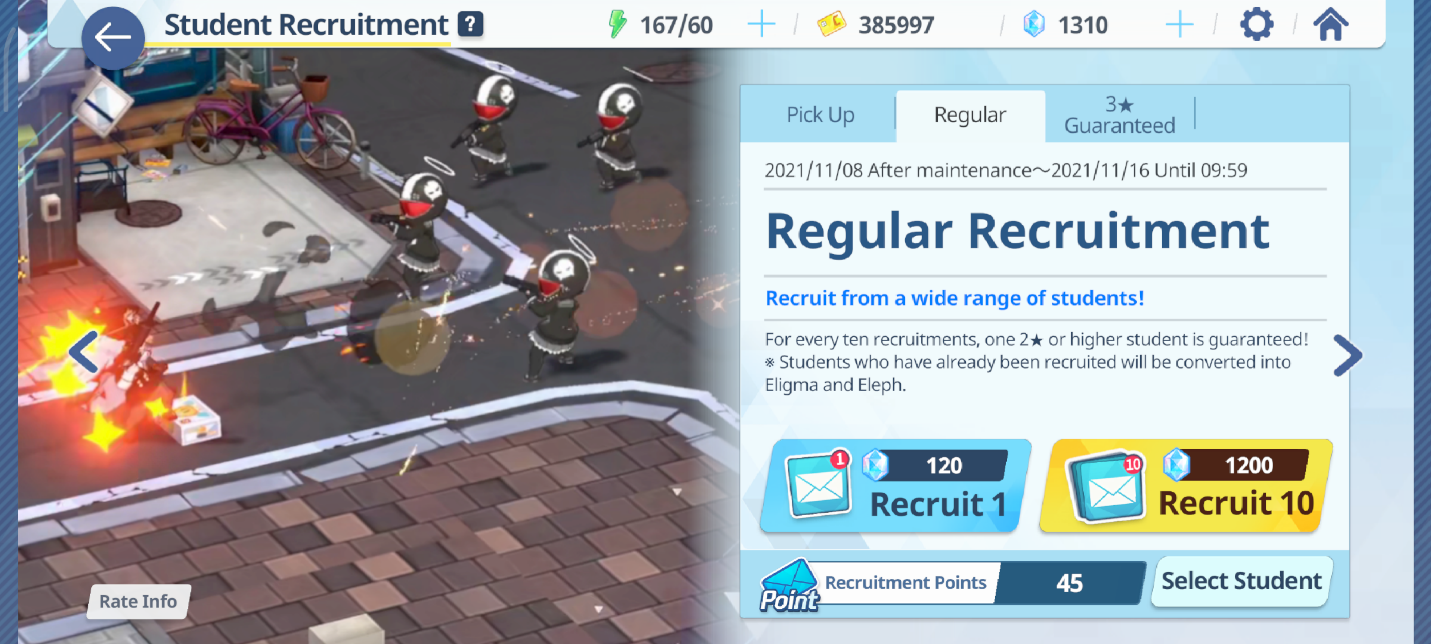 Student Recruitment ?
167/60
385997
1310
Pick Up
Regular
3★
Guaranteed
2021/11/08 After maintenance～2021/11/16 Until 09:59
Regular Recruitment
Recruit from a wide range of students!
For every ten recruitments, one 2★ or higher student is guaranteed!
※ Students who have already been recruited will be converted into
Eligma and Eleph.
1
120
Recruit 1
10
1200
Recruit 10
Point
Recruitment Points
45
Select Student
Rate Info